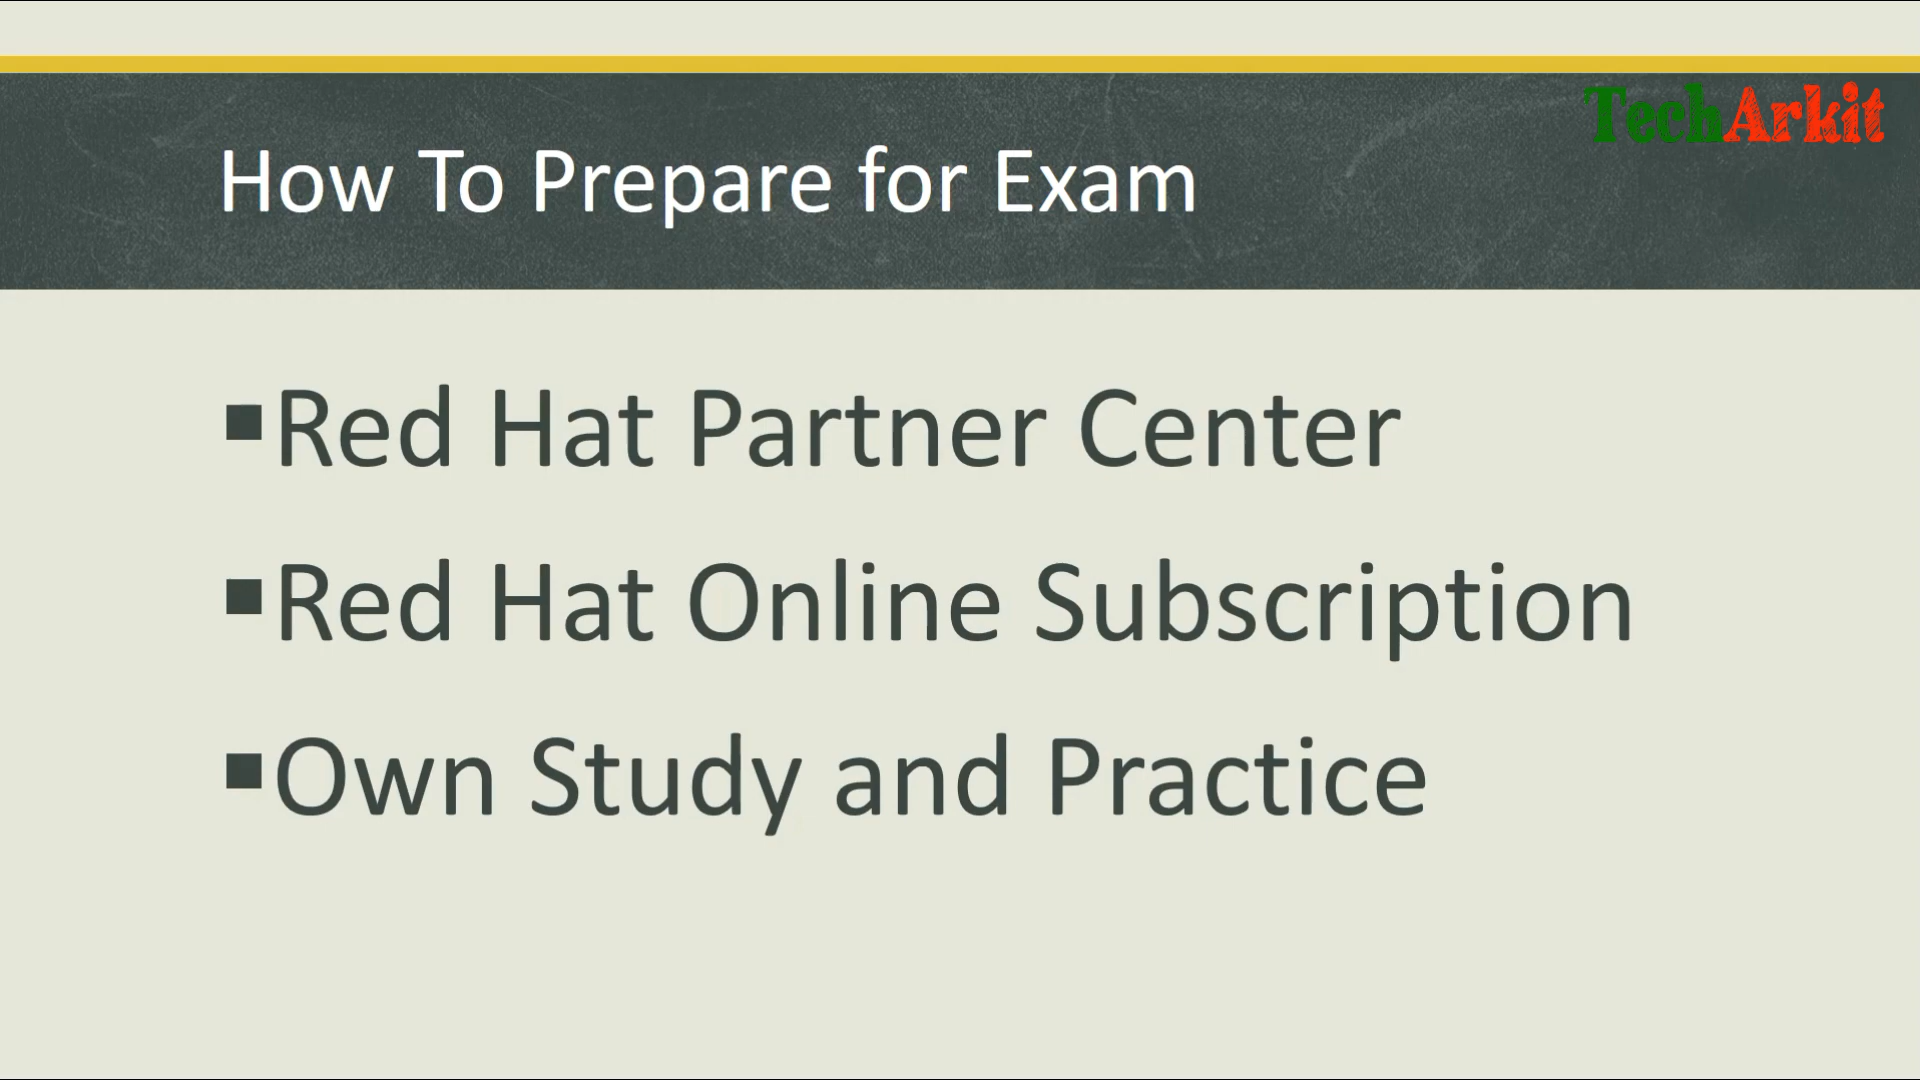 TechArkit
How To Prepare for Exam
▪Red Hat Partner Center
▪Red Hat Online Subscription
▪Own Study and Practice